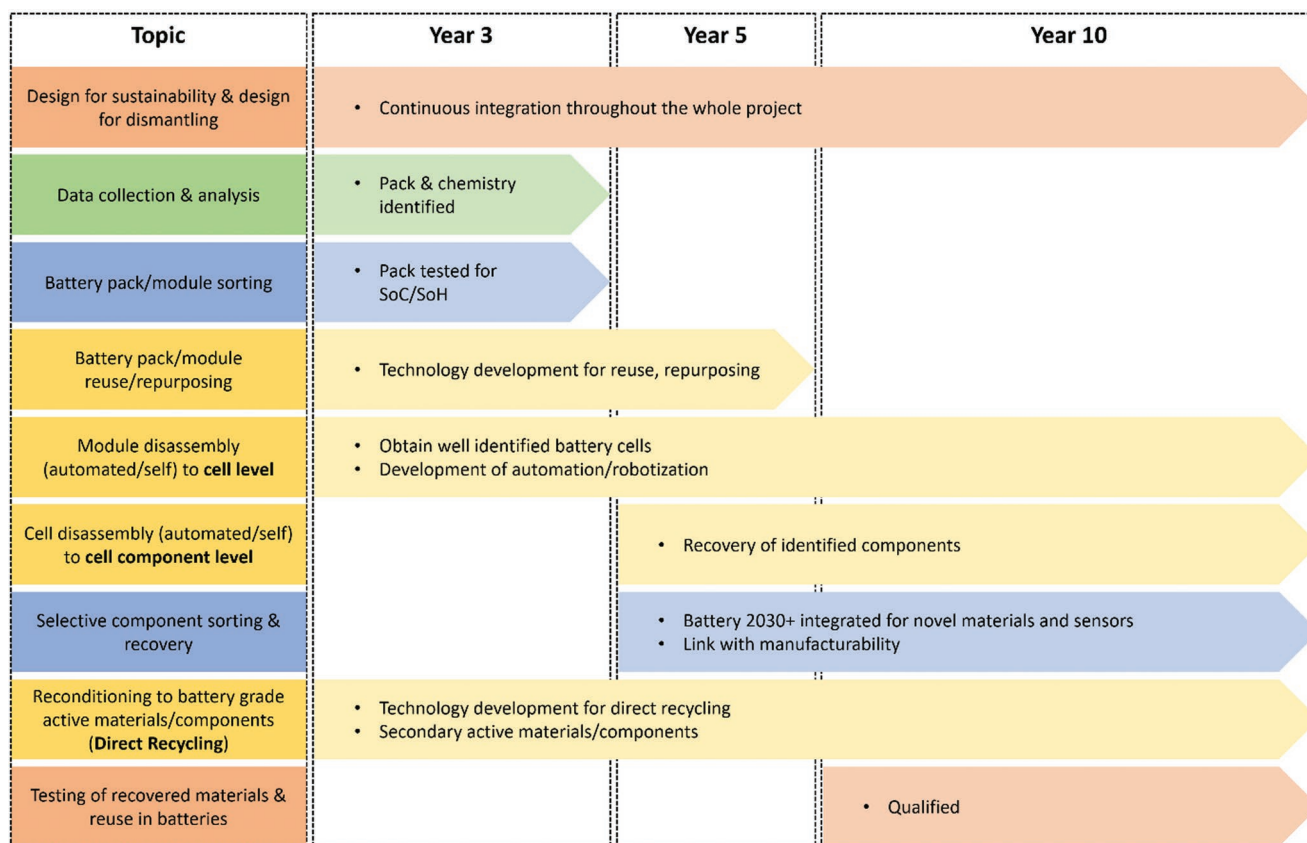 Topic
Year 3
Year 5
Year 10
Design for sustainability & design
for dismantling
• Continuous integration throughout the whole project
Data collection & analysis
• Pack & chemistry
identified
Battery pack/module sorting
• Pack tested for
SoC/SoH
Battery pack/module
reuse/repurposing
• Technology development for reuse, repurposing
Module disassembly
(automated/self) to cell level
• Obtain well identified battery cells
• Development of automation/robotization
Cell disassembly (automated/self)
to cell component level
• Recovery of identified components
Selective component sorting &
recovery
• Battery 2030+ integrated for novel materials and sensors
• Link with manufacturability
Reconditioning to battery grade
active materials/components
(Direct Recycling)
• Technology development for direct recycling
• Secondary active materials/components
Testing of recovered materials &
reuse in batteries
• Qualified